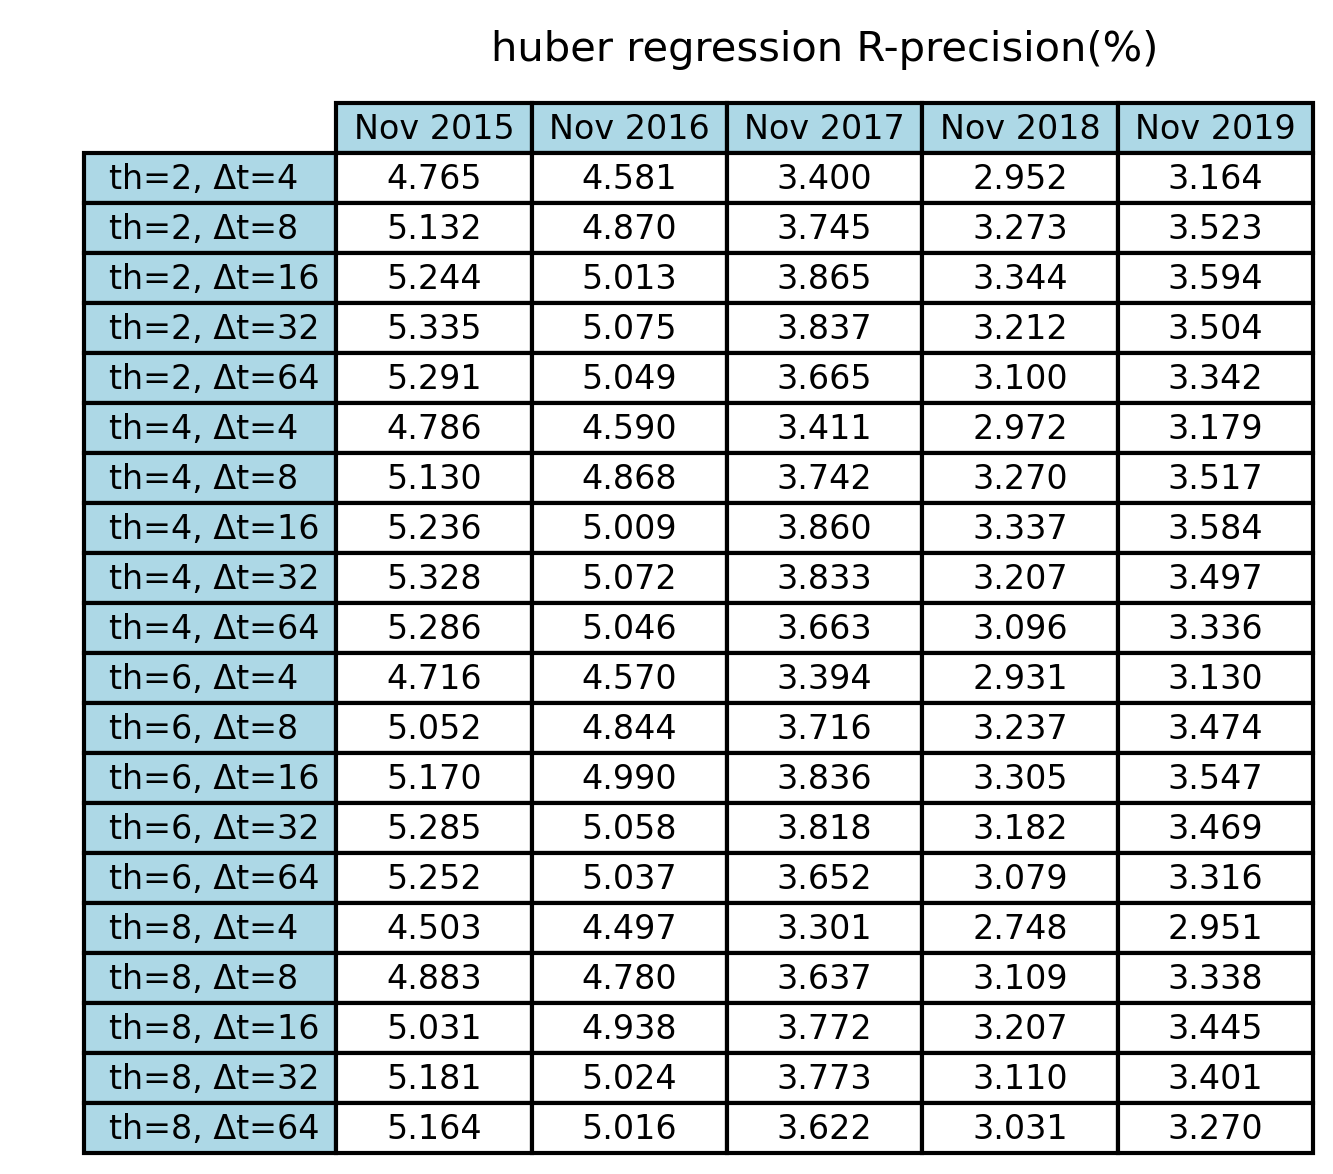 huber regression R-precision(%)
Nov 2015 Nov 2016 Nov 2017 Nov 2018 Nov 2019
th=2, Δt=4 4.765 4.581 3.400 2.952 3.164
th=2, Δt=8 5.132 4.870 3.745 3.273 3.523
th=2, Δt=16 5.244 5.013 3.865 3.344 3.594
th=2, Δt=32 5.335 5.075 3.837 3.212 3.504
th=2, Δt=64 5.291 5.049 3.665 3.100 3.342
th=4, Δt=4 4.786 4.590 3.411 2.972 3.179
th=4, Δt=8 5.130 4.868 3.742 3.270 3.517
th=4, Δt=16 5.236 5.009 3.860 3.337 3.584
th=4, Δt=32 5.328 5.072 3.833 3.207 3.497
th=4, Δt=64 5.286 5.046 3.663 3.096 3.336
th=6, Δt=4 4.716 4.570 3.394 2.931 3.130
th=6, Δt=8 5.052 4.844 3.716 3.237 3.474
th=6, Δt=16 5.170 4.990 3.836 3.305 3.547
th=6, Δt=32 5.285 5.058 3.818 3.182 3.469
th=6, Δt=64 5.252 5.037 3.652 3.079 3.316
th=8, Δt=4 4.503 4.497 3.301 2.748 2.951
th=8, Δt=8 4.883 4.780 3.637 3.109 3.338
th=8, Δt=16 5.031 4.938 3.772 3.207 3.445
th=8, Δt=32 5.181 5.024 3.773 3.110 3.401
th=8, Δt=64 5.164 5.016 3.622 3.031 3.270